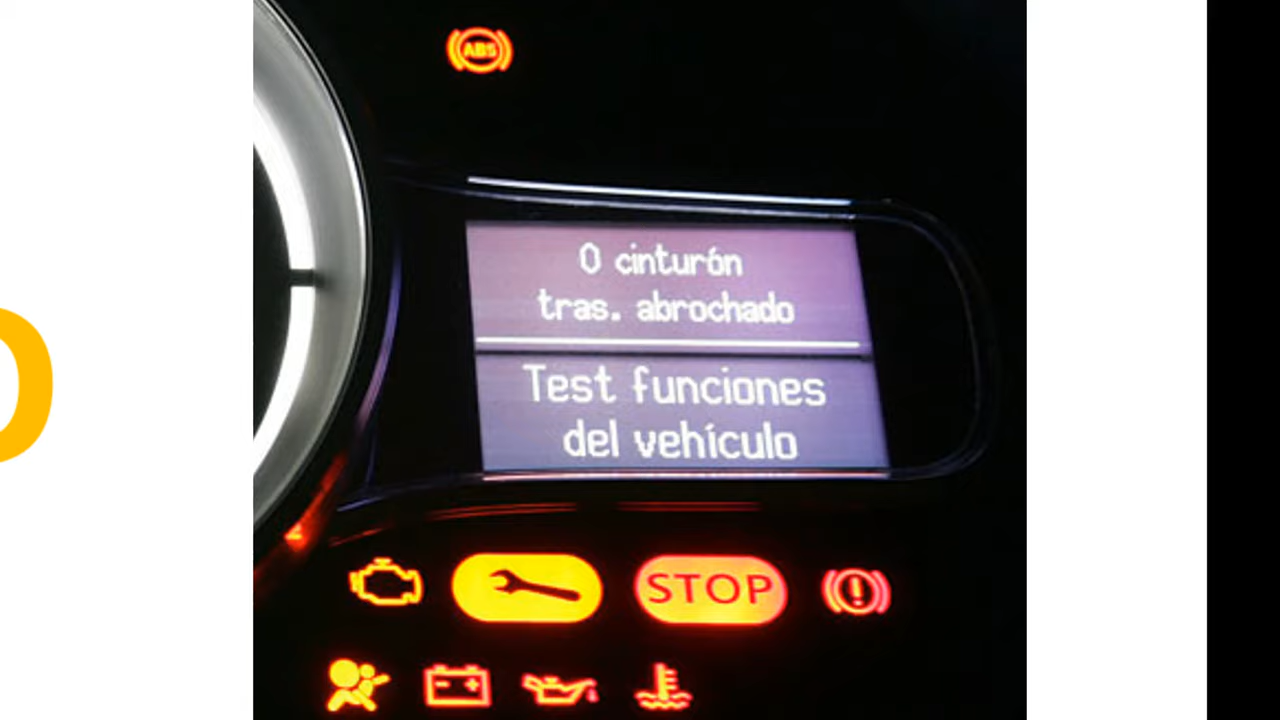 ABS
0 cinturón
tras. abrochado
Test funciones
del vehículo
STOP